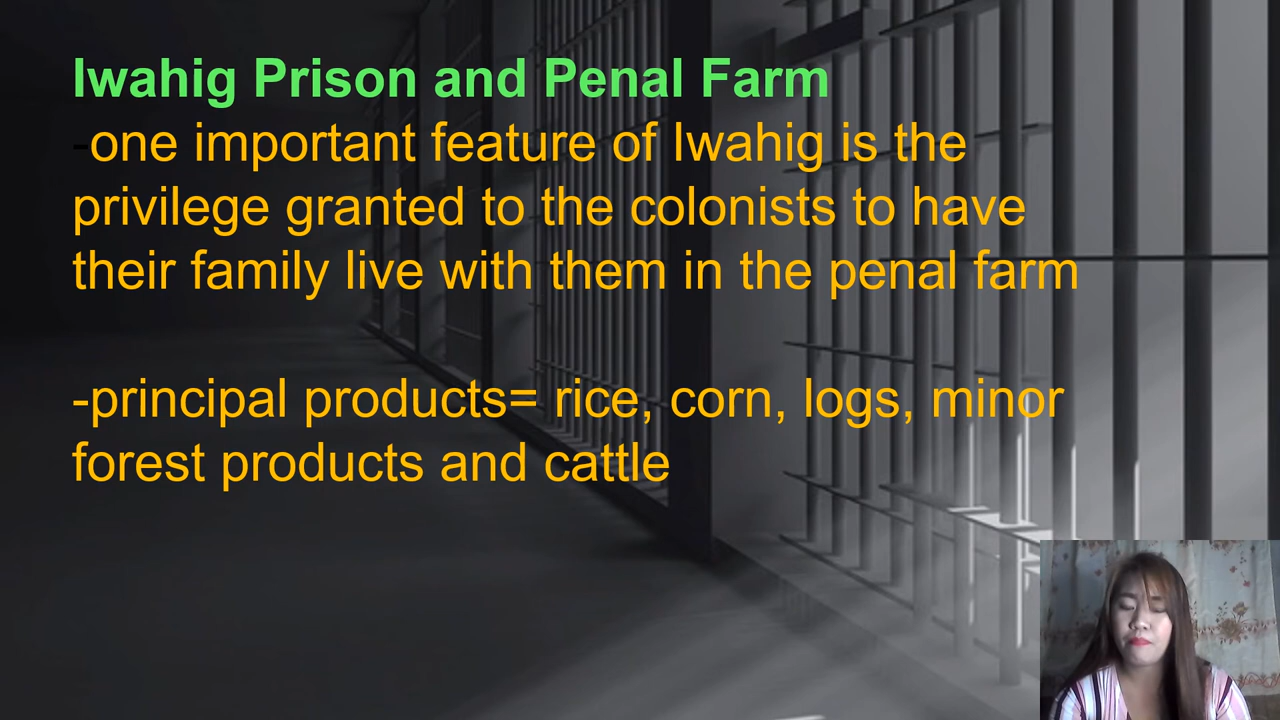 Iwahig Prison and Penal Farm
-one important feature of Iwahig is the
privilege granted to the colonists to have
their family live with them in the penal farm
-principal products= rice, corn, logs, minor
forest products and cattle